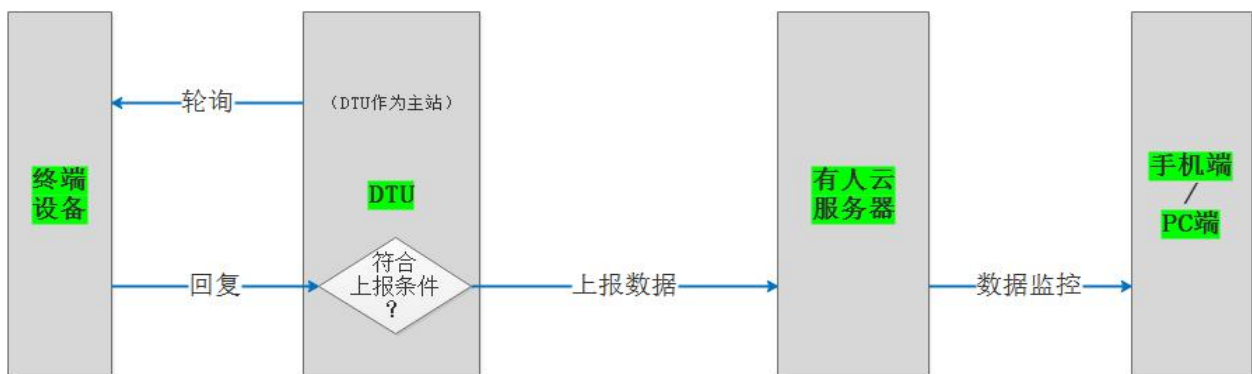 轮询
(DTU作为主站)
终端
设备
DTU
有人云
服务器
手机端
/
PC端
回复
符合
上报条件
?
上报数据
数据监控